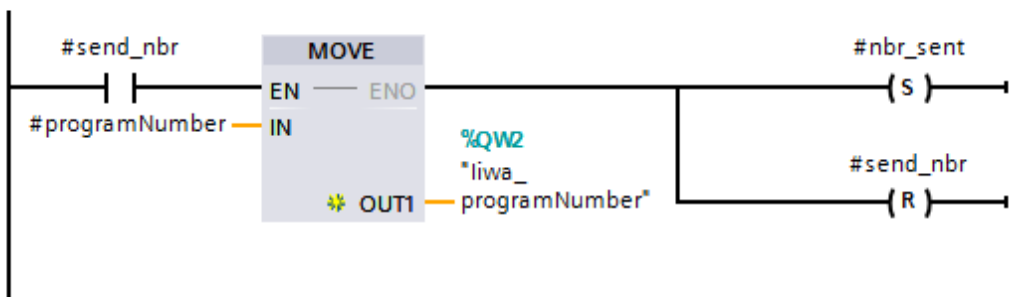 #send_nbr
MOVE
#nbr_sent
EN
ENO
( S )
#programNumber
IN
%QW2
"Iiwa_
programNumber"
#send_nbr
OUT1
( R )